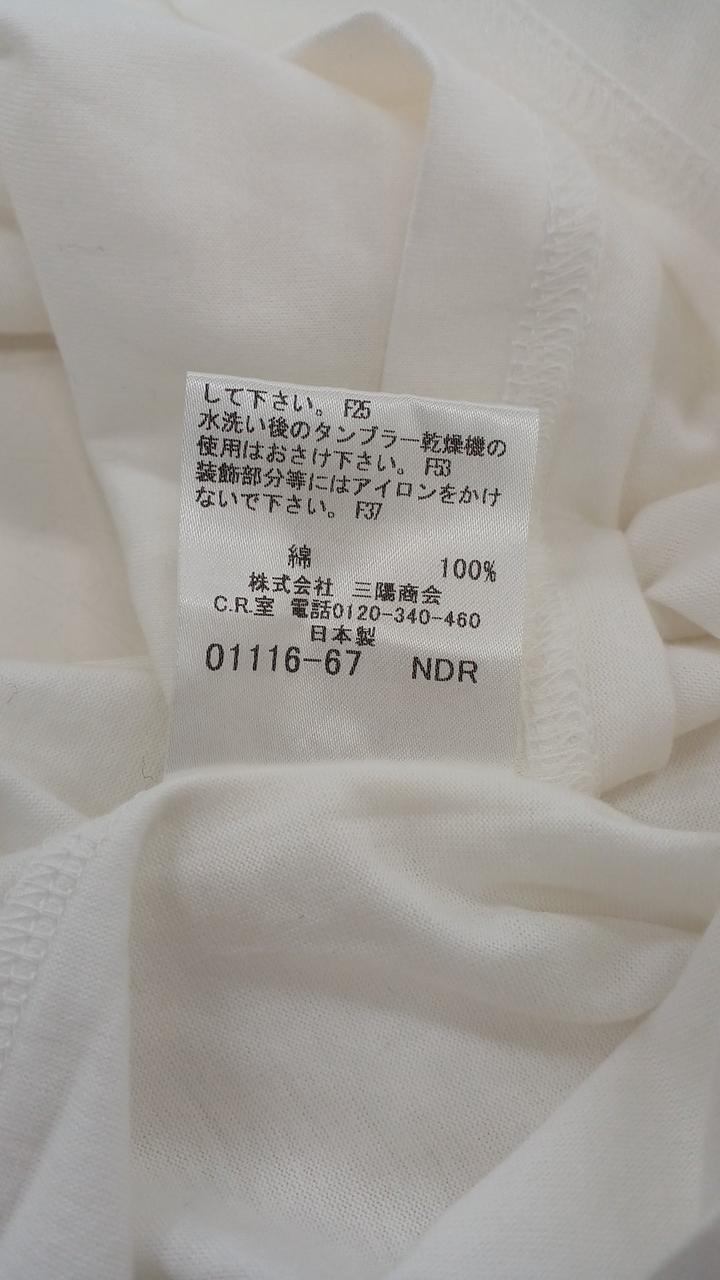 して下さい。 F25
水洗い後のタンブラー乾燥機の
使用はおさけ下さい。 F53
装飾部分等にはアイロンをかけ
ないで下さい。 F37
綿 100%
株式会社 三陽商会
C.R.室 電話0120-340-460
日本製
01116-67 NDR